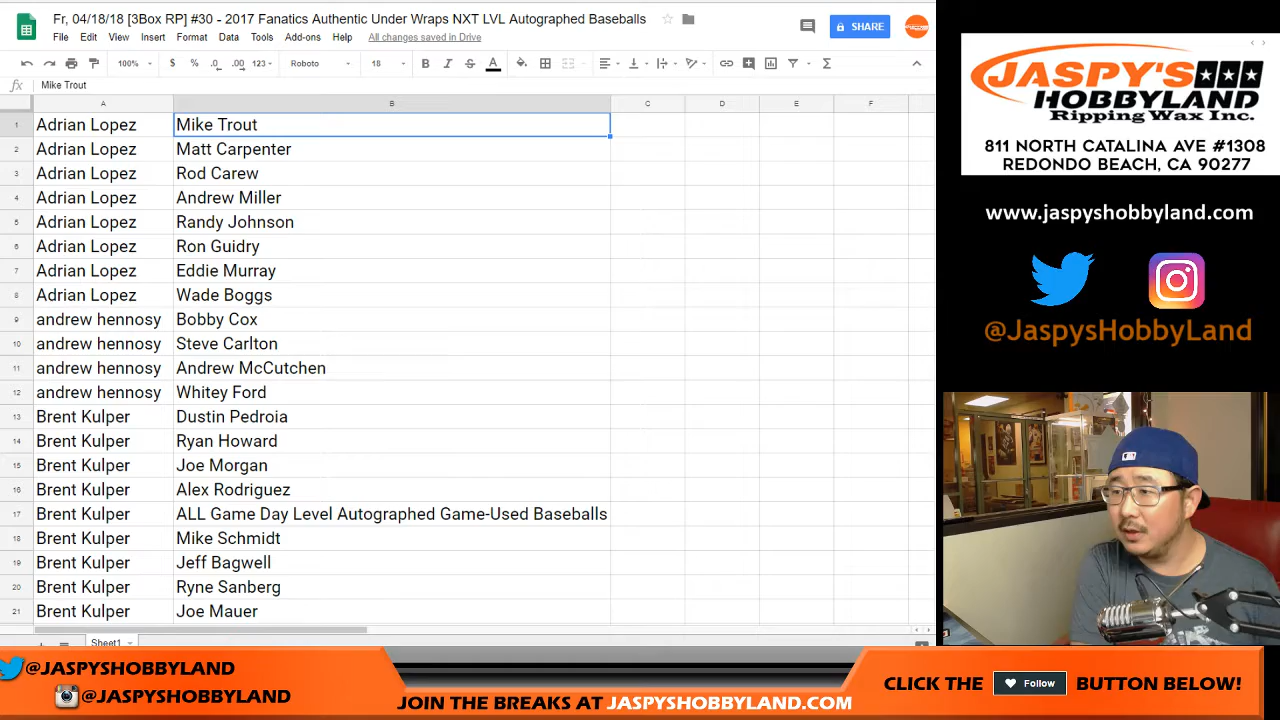 Fr, 04/18/18 [3Box RP] #30 - 2017 Fanatics Authentic Under Wraps NXT LVL Autographed Baseballs
File Edit View Insert Format Data Tools Add-ons Help All changes saved in Drive
SHARE
100% $ % .0 .00 123 Roboto 18 B I S A
fx Mike Trout
A B C D E F
1 Adrian Lopez Mike Trout
2 Adrian Lopez Matt Carpenter
3 Adrian Lopez Rod Carew
4 Adrian Lopez Andrew Miller
5 Adrian Lopez Randy Johnson
6 Adrian Lopez Ron Guidry
7 Adrian Lopez Eddie Murray
8 Adrian Lopez Wade Boggs
9 andrew hennosy Bobby Cox
10 andrew hennosy Steve Carlton
11 andrew hennosy Andrew McCutchen
12 andrew hennosy Whitey Ford
13 Brent Kulper Dustin Pedroia
14 Brent Kulper Ryan Howard
15 Brent Kulper Joe Morgan
16 Brent Kulper Alex Rodriguez
17 Brent Kulper ALL Game Day Level Autographed Game-Used Baseballs
18 Brent Kulper Mike Schmidt
19 Brent Kulper Jeff Bagwell
20 Brent Kulper Ryne Sanberg
21 Brent Kulper Joe Mauer
Sheet1
JASPY'S
HOBBYLAND
Ripping Wax Inc.
811 NORTH CATALINA AVE #1308
REDONDO BEACH, CA 90277
www.jaspyshobbyland.com
@JaspysHobbyLand
@JASPYSHOBBYLAND
@JASPYSHOBBYLAND
JOIN THE BREAKS AT JASPYSHOBBYLAND.COM
CLICK THE Follow BUTTON BELOW!